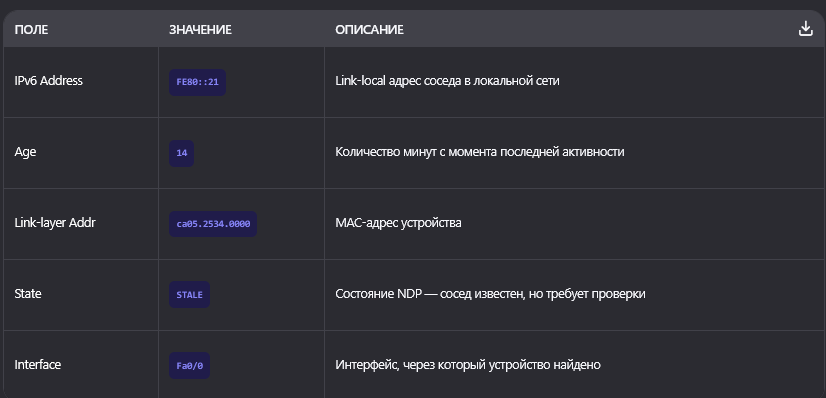 ПОЛЕ ЗНАЧЕНИЕ ОПИСАНИЕ
IPv6 Address FE80::21 Link-local адрес соседа в локальной сети
Age 14 Количество минут с момента последней активности
Link-layer Addr ca05.2534.0000 MAC-адрес устройства
State STALE Состояние NDP — сосед известен, но требует проверки
Interface Fa0/0 Интерфейс, через который устройство найдено